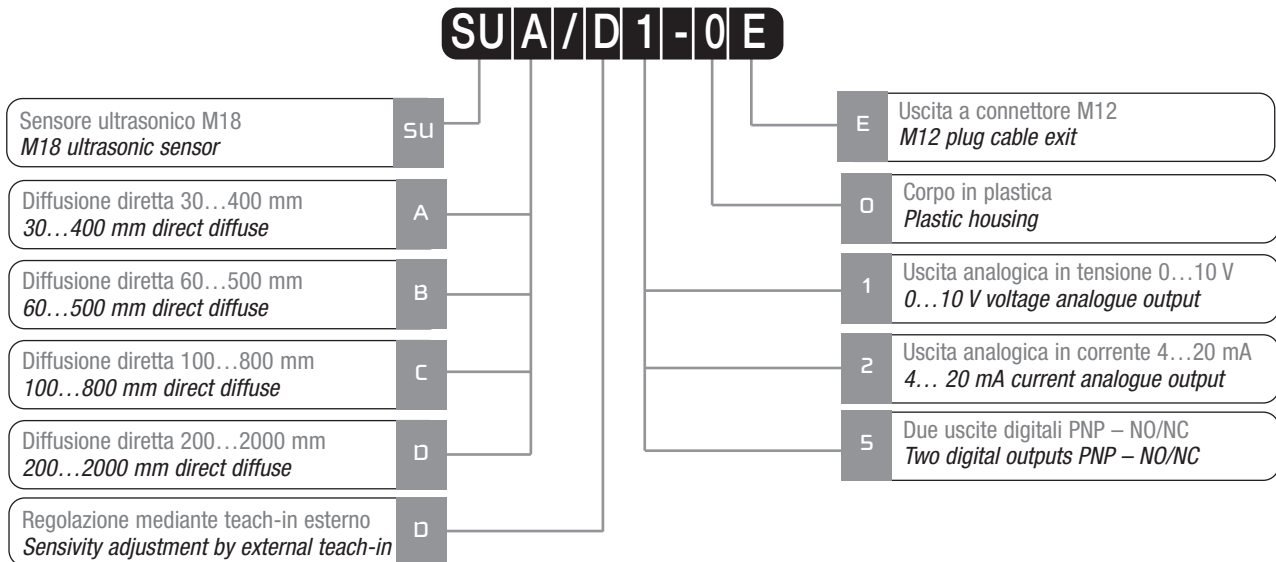 SUA/D1-0E
Sensore ultrasonico M18
M18 ultrasonic sensor
SU
Diffusione diretta 30…400 mm
30…400 mm direct diffuse
A
Diffusione diretta 60…500 mm
60…500 mm direct diffuse
B
Diffusione diretta 100…800 mm
100…800 mm direct diffuse
C
Diffusione diretta 200…2000 mm
200…2000 mm direct diffuse
D
Regolazione mediante teach-in esterno
Sensivity adjustment by external teach-in
D
E
Uscita a connettore M12
M12 plug cable exit
0
Corpo in plastica
Plastic housing
1
Uscita analogica in tensione 0…10 V
0…10 V voltage analogue output
2
Uscita analogica in corrente 4…20 mA
4… 20 mA current analogue output
5
Due uscite digitali PNP – NO/NC
Two digital outputs PNP – NO/NC